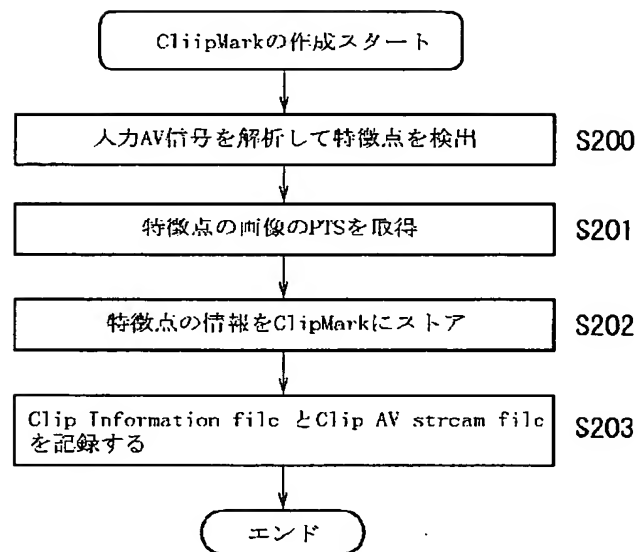 CliipMarkの作成スタート
入力AV信号を解析して特徴点を検出
S200
特徴点の画像のPTSを取得
S201
特徴点の情報をClipMarkにストア
S202
Clip Information file とClip AV stream file
を記録する
S203
エンド